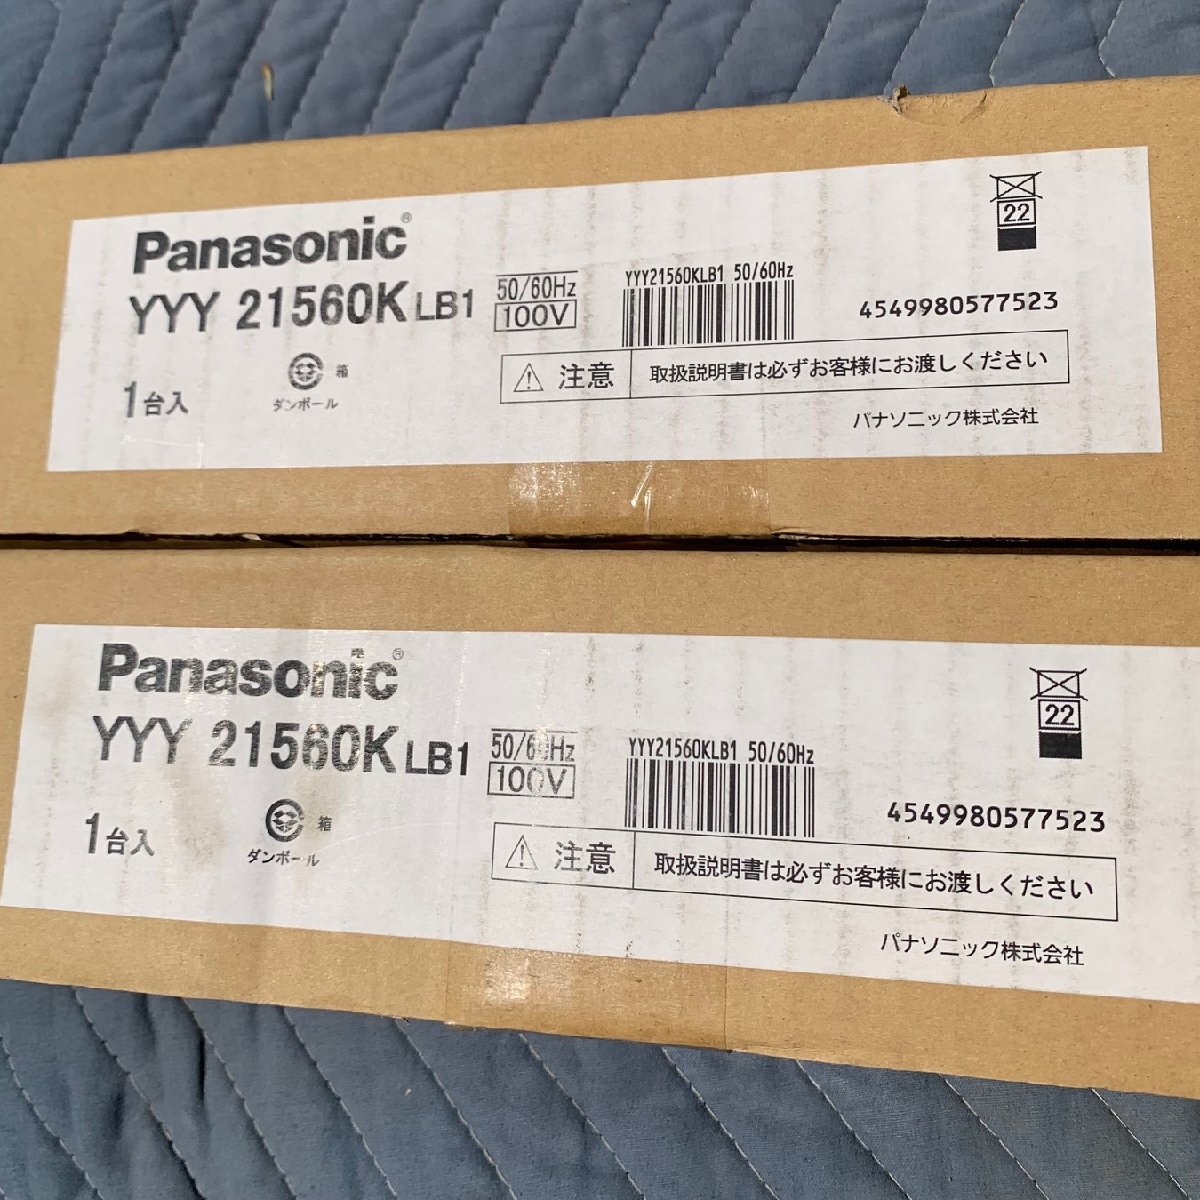 Panasonic®
YYY 21560K LB1
50/60Hz
100V
YYY21560KLB1 50/60Hz
4549980577523
22
1台入
箱
ダンボール
注意
取扱説明書は必ずお客様にお渡しください
パナソニック株式会社
Panasonic®
YYY 21560K LB1
50/60Hz
100V
YYY21560KLB1 50/60Hz
4549980577523
22
1台入
箱
ダンボール
注意
取扱説明書は必ずお客様にお渡しください
パナソニック株式会社